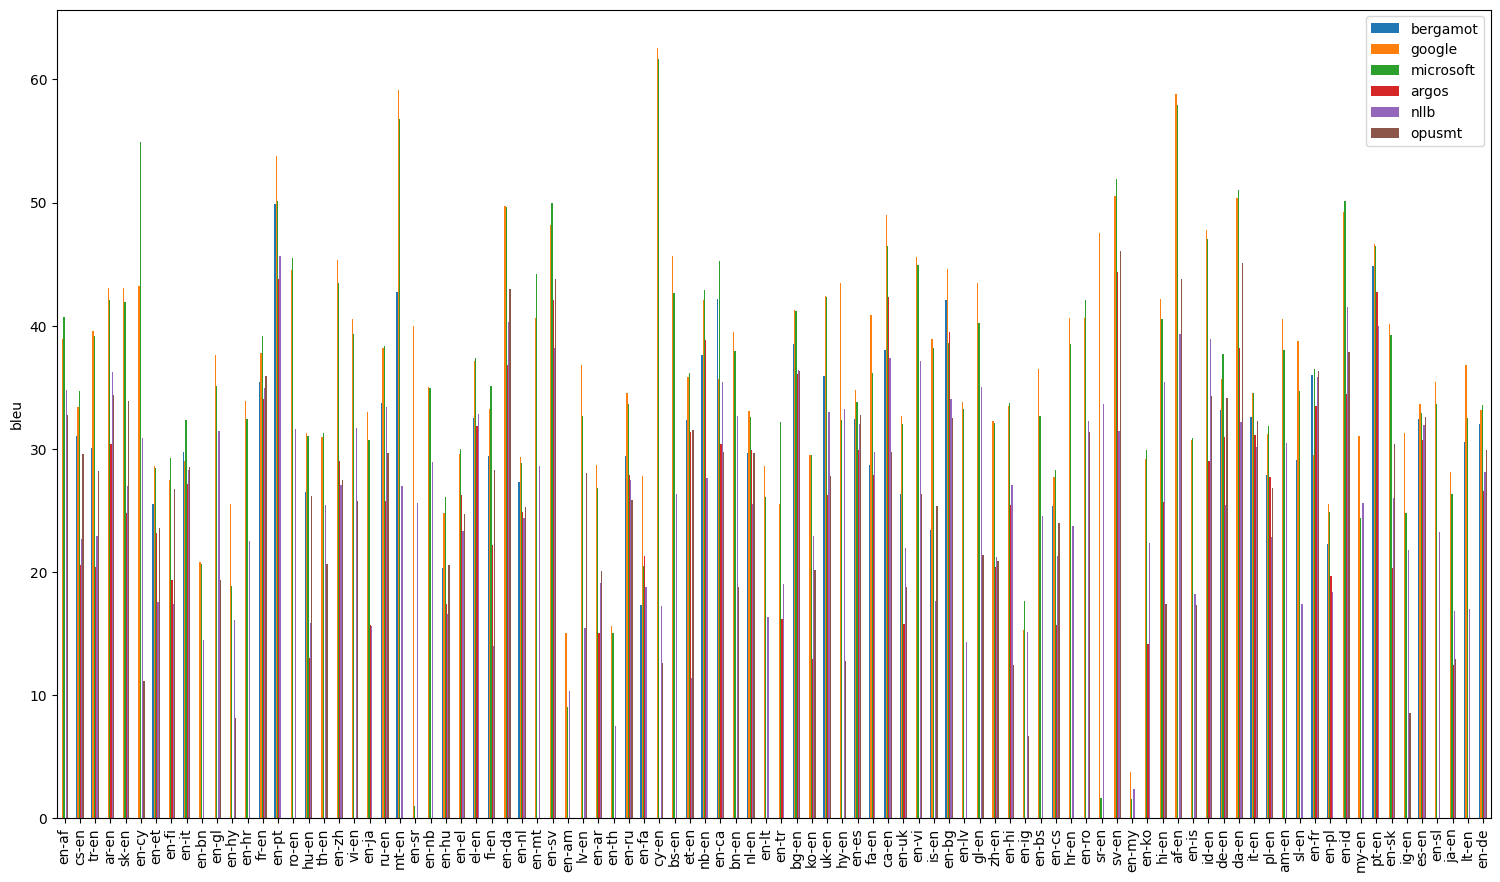 bleu
60
50
40
30
20
10
0
bergamot
google
microsoft
argos
nllb
opusmt
en-af
cs-en
tr-en
ar-en
sk-en
en-cy
en-et
en-fi
en-it
en-bn
en-gl
en-hy
en-hr
fr-en
en-pt
ro-en
hu-en
th-en
en-zh
vi-en
en-ja
ru-en
mt-en
en-sr
en-nb
en-hu
en-el
el-en
fi-en
en-da
en-nl
en-mt
en-sv
en-am
lv-en
en-ar
en-th
en-ru
en-fa
cy-en
bs-en
et-en
nb-en
en-ca
bn-en
nl-en
en-lt
en-tr
bg-en
ko-en
uk-en
hy-en
en-es
fa-en
ca-en
en-uk
en-vi
is-en
en-bg
en-lv
gl-en
zh-en
en-hi
en-ig
en-bs
en-cs
hr-en
en-ro
sr-en
sv-en
en-my
en-ko
hi-en
af-en
en-is
id-en
de-en
da-en
it-en
pl-en
am-en
sl-en
en-fr
en-pl
en-id
my-en
pt-en
en-sk
ig-en
es-en
en-sl
ja-en
lt-en
en-de